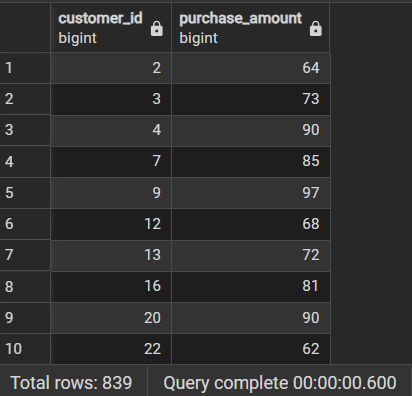 customer_id purchase_amount
bigint bigint
1 2 64
2 3 73
3 4 90
4 7 85
5 9 97
6 12 68
7 13 72
8 16 81
9 20 90
10 22 62
Total rows: 839 Query complete 00:00:00.600